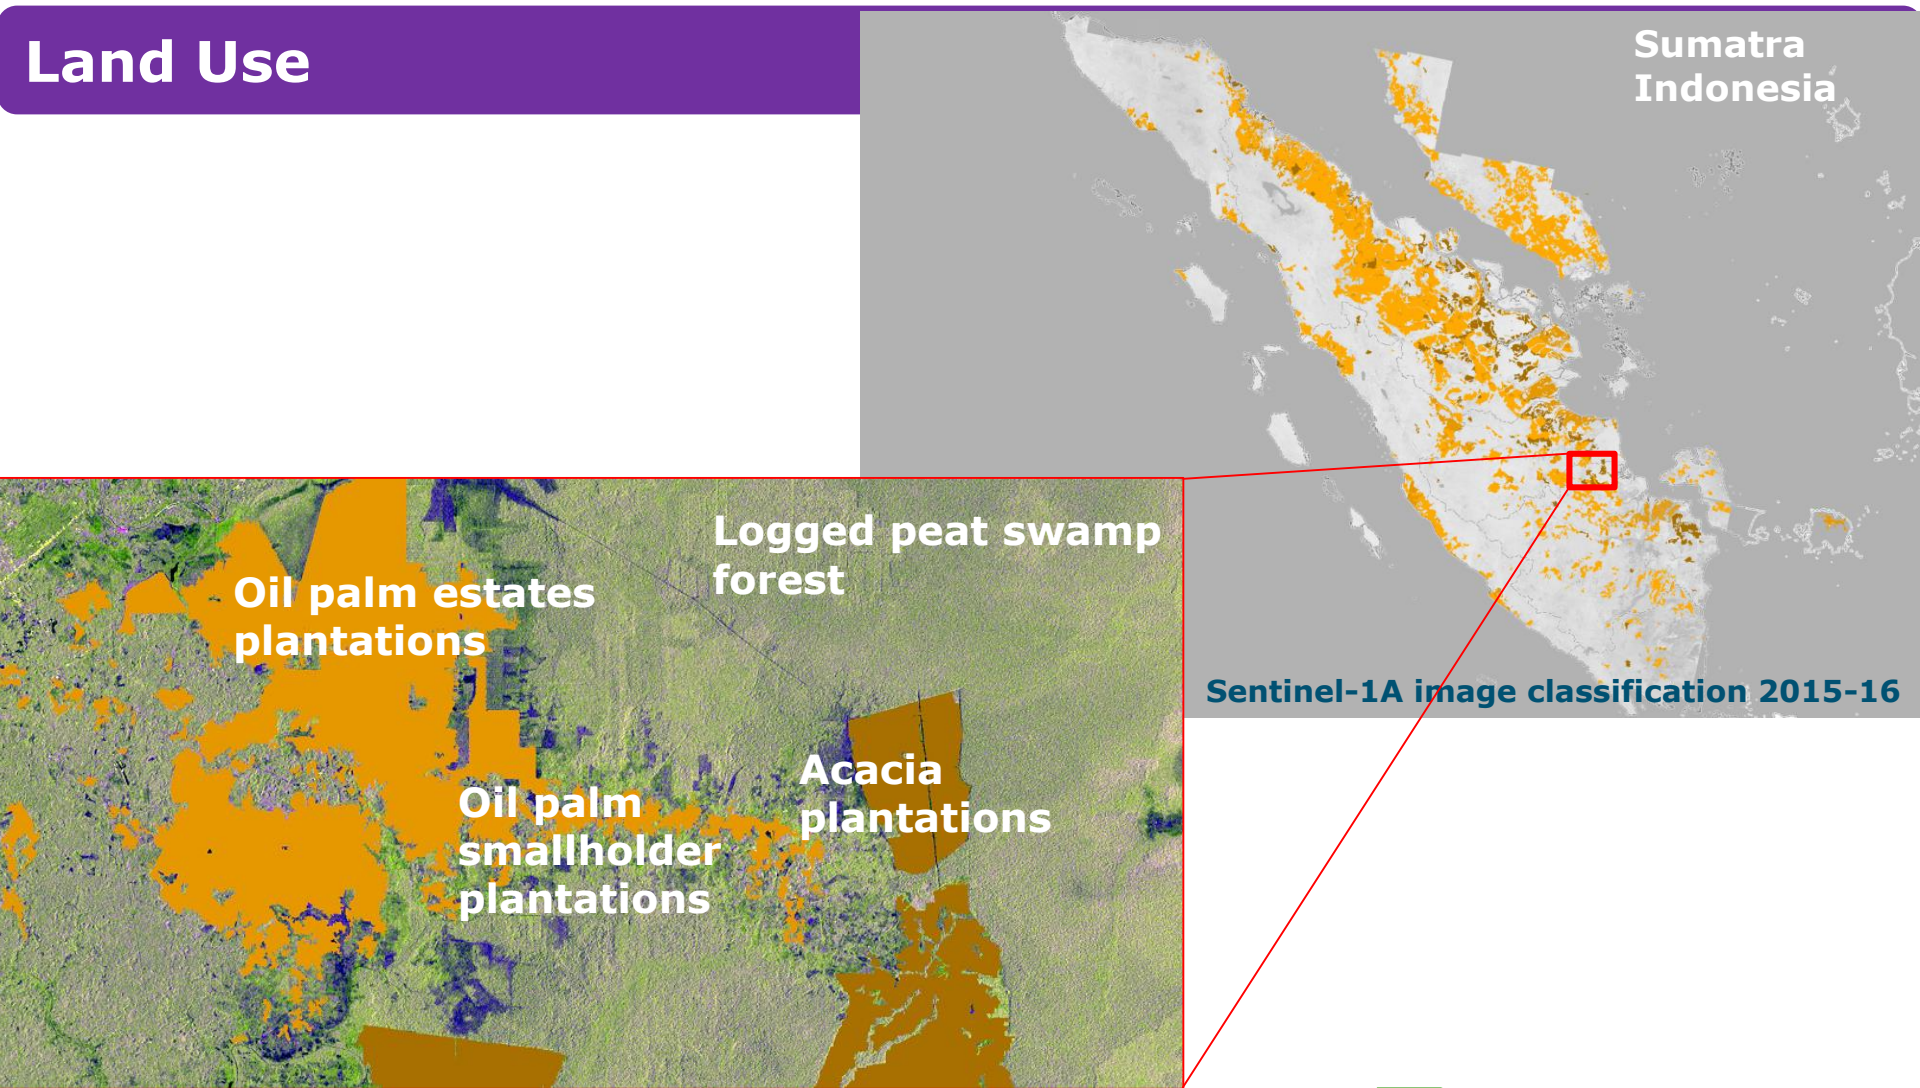 Land Use
Sumatra
Indonesia
Logged peat swamp
forest
Oil palm estates
plantations
Sentinel-1A image classification 2015-16
Acacia
plantations
Oil palm
smallholder
plantations